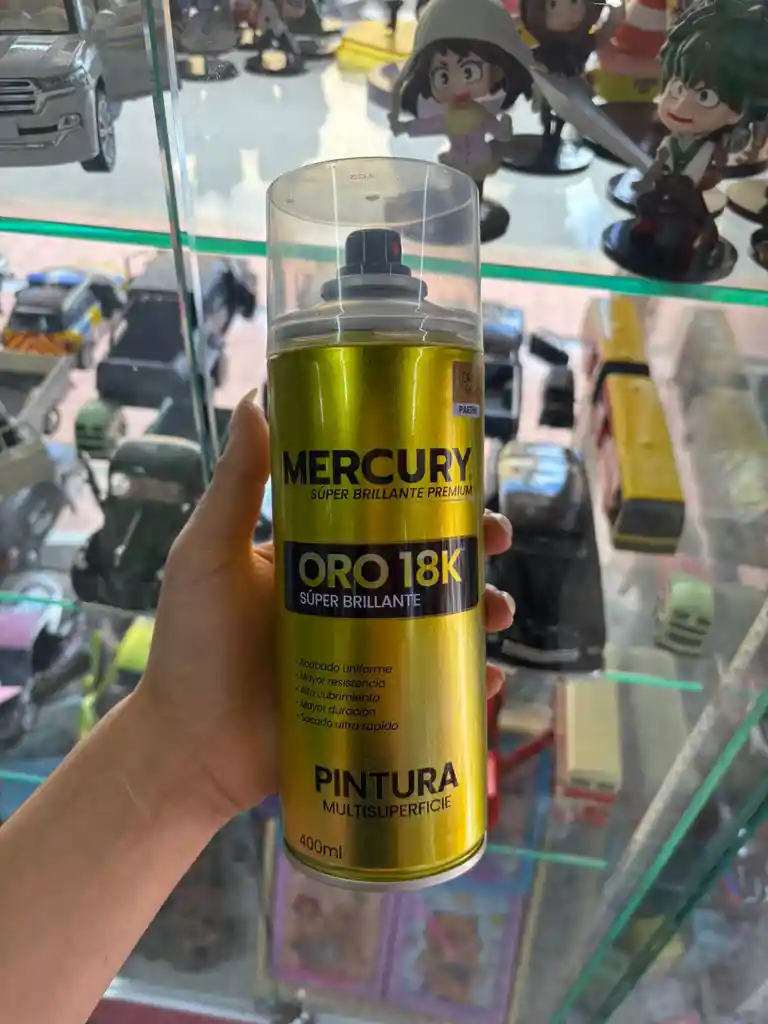 MERCURY
SÚPER BRILLANTE PREMIUM
ORO 18K
SÚPER BRILLANTE
• Acabado uniforme
• Mayor resistencia
• Alto cubrimiento
• Mayor duración
• Secado ultra rápido
PINTURA
MULTISUPERFICIE
400ml